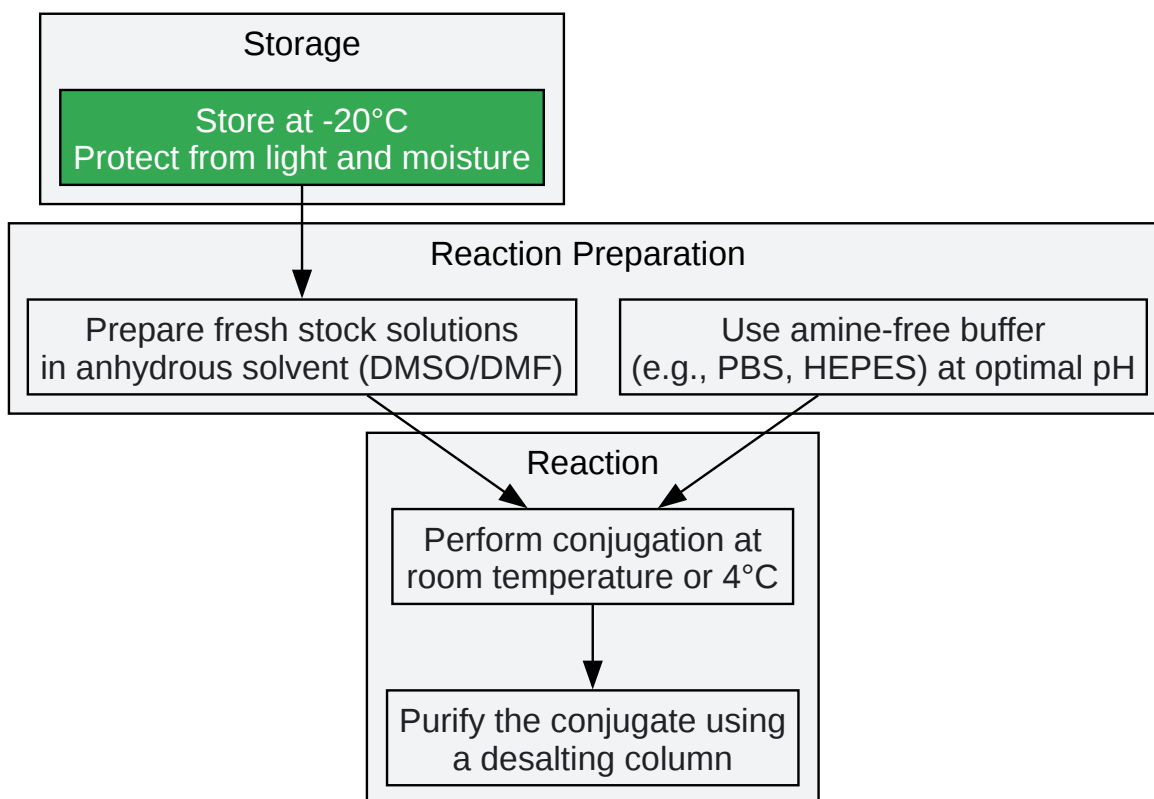 Storage
Store at -20°C
Protect from light and moisture
Reaction Preparation
Prepare fresh stock solutions
in anhydrous solvent (DMSO/DMF)
Use amine-free buffer
(e.g., PBS, HEPES) at optimal pH
Reaction
Perform conjugation at
room temperature or 4°C
Purify the conjugate using
a desalting column